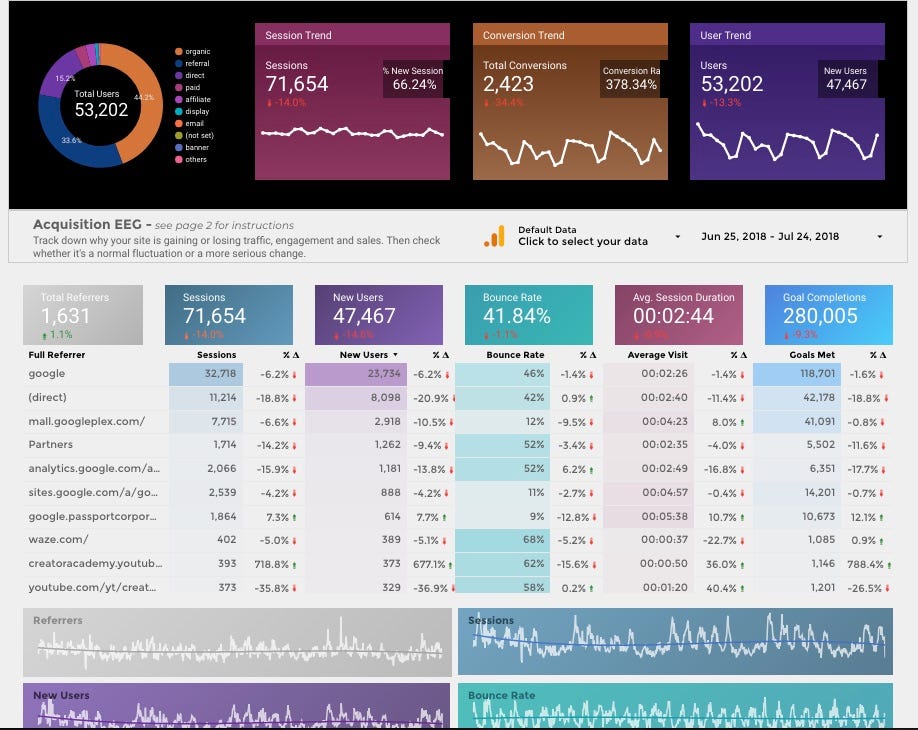 organic
referral
direct
paid
affiliate
display
email
(not set)
banner
others
15.2%
44.2%
33.6%
Total Users
53,202
Session Trend
Sessions
71,654
-14.0%
% New Session
66.24%
Conversion Trend
Total Conversions
2,423
-34.4%
Conversion Ra
378.34%
User Trend
Users
53,202
-13.3%
New Users
47,467
Acquisition EEG - see page 2 for instructions
Track down why your site is gaining or losing traffic, engagement and sales. Then check
whether it's a normal fluctuation or a more serious change.
Default Data
Click to select your data
Jun 25, 2018 - Jul 24, 2018
Total Referrers
1,631
1.1%
Sessions
71,654
-14.0%
New Users
47,467
-14.6%
Bounce Rate
41.84%
-1.1%
Avg. Session Duration
00:02:44
Goal Completions
280,005
-9.3%
Full Referrer Sessions % Δ New Users % Δ Bounce Rate % Δ Average Visit % Δ Goals Met % Δ
google 32,718 -6.2% 23,734 -6.2% 46% -1.4% 00:02:26 -1.4% 118,701 -1.6%
(direct) 11,214 -18.8% 8,098 -20.9% 42% 0.9% 00:02:40 -11.4% 42,178 -18.8%
mall.googleplex.com/ 7,715 -6.6% 2,918 -10.5% 12% -9.5% 00:04:23 8.0% 41,091 -0.8%
Partners 1,714 -14.2% 1,262 -9.4% 52% -3.4% 00:02:35 -4.0% 5,502 -11.6%
analytics.google.com/a... 2,066 -15.9% 1,181 -13.8% 52% 6.2% 00:02:49 -16.8% 6,351 -17.7%
sites.google.com/a/go... 2,539 -4.2% 888 -4.2% 11% -2.7% 00:04:57 -0.4% 14,201 -0.7%
google.passportcorpor... 1,864 7.3% 614 7.7% 9% -12.8% 00:05:38 10.7% 10,673 12.1%
waze.com/ 402 -5.0% 389 -5.1% 68% -5.2% 00:00:37 -22.7% 1,085 0.9%
creatoracademy.youtub... 393 718.8% 373 677.1% 62% -15.6% 00:00:50 36.0% 1,146 788.4%
youtube.com/yt/creat... 373 -35.8% 329 -36.9% 58% 0.2% 00:01:20 40.4% 1,201 -26.5%
Referrers
Sessions
New Users
Bounce Rate